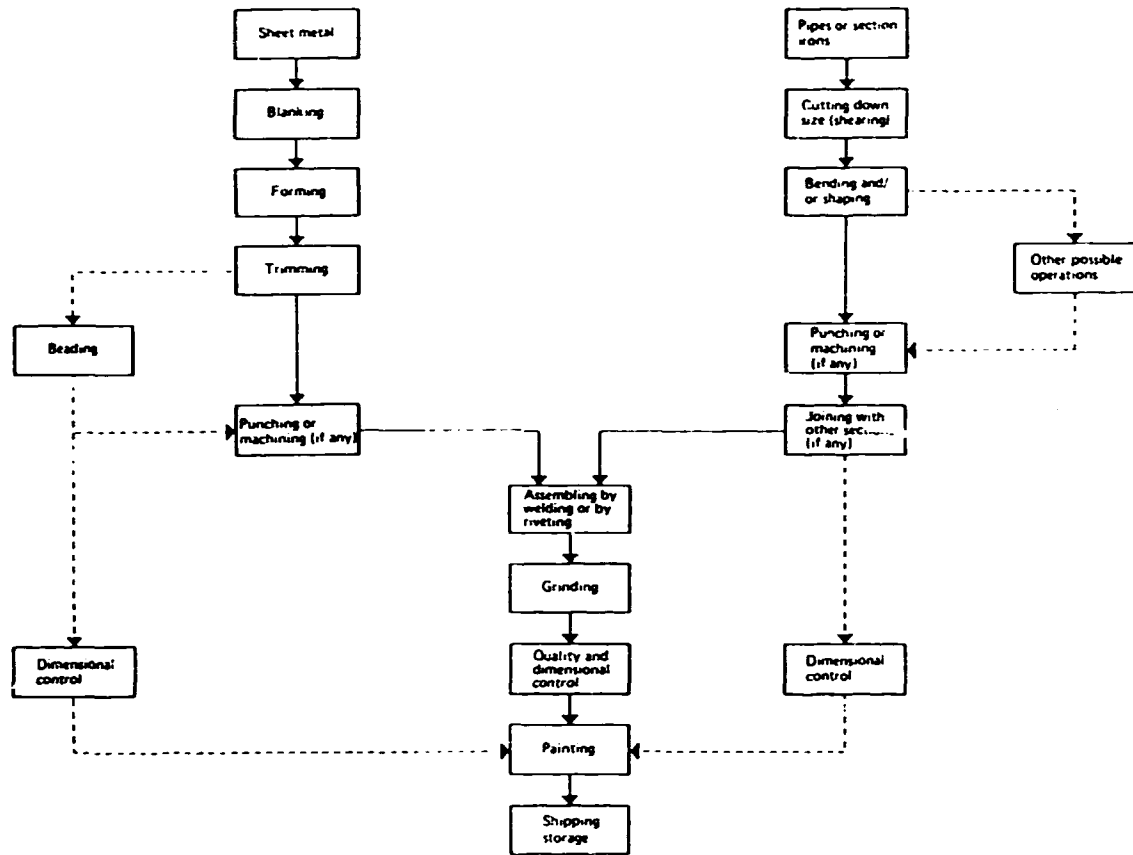 Sheet metal
Blanking
Forming
Trimming
Beading
Punching or
machining (if any)
Dimensional
control
Pipes or section
irons
Cutting down
size (shearing)
Bending and/
or shaping
Other possible
operations
Punching or
machining
(if any)
Joining with
other
(if any)
Dimensional
control
Assembling by
welding or by
riveting
Grinding
Quality and
dimensional
control
Painting
Shipping
storage